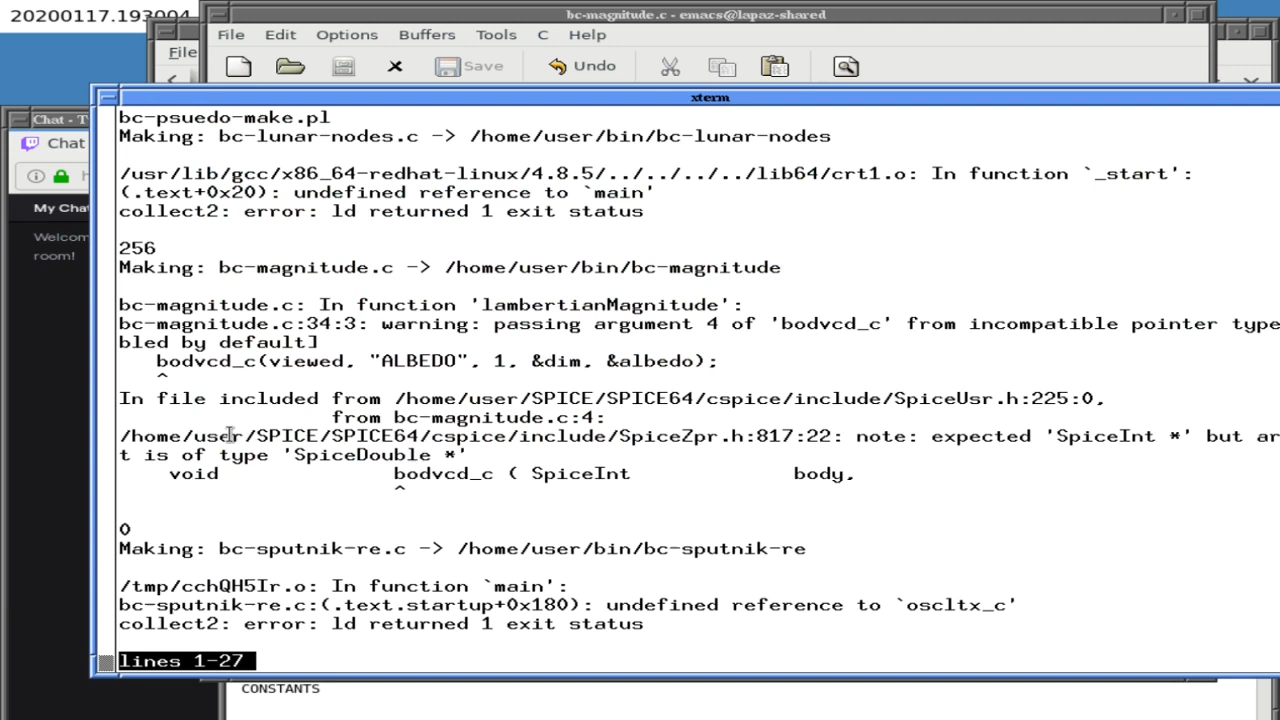 20200117.193004
bc-magnitude.c - emacs@lapaz-shared
File Edit Options Buffers Tools C Help
File
Save Undo
xterm
Chat - T
Chat
My Chat
Welcom
room!
bc-psuedo-make.pl
Making: bc-lunar-nodes.c -> /home/user/bin/bc-lunar-nodes
/usr/lib/gcc/x86_64-redhat-linux/4.8.5/../../../../lib64/crt1.o: In function `_start':
(.text+0x20): undefined reference to `main'
collect2: error: ld returned 1 exit status
256
Making: bc-magnitude.c -> /home/user/bin/bc-magnitude
bc-magnitude.c: In function 'lambertianMagnitude':
bc-magnitude.c:34:3: warning: passing argument 4 of 'bodvcd_c' from incompatible pointer type
bled by default]
bodvcd_c(viewed, "ALBEDO", 1, &dim, &albedo);
^
In file included from /home/user/SPICE/SPICE64/cspice/include/SpiceUsr.h:225:0,
from bc-magnitude.c:4:
/home/user/SPICE/SPICE64/cspice/include/SpiceZpr.h:817:22: note: expected 'SpiceInt *' but ar
t is of type 'SpiceDouble *'
void bodvcd_c ( SpiceInt body,
^
0
Making: bc-sputnik-re.c -> /home/user/bin/bc-sputnik-re
/tmp/cchQH5Ir.o: In function `main':
bc-sputnik-re.c:(.text.startup+0x180): undefined reference to `oscltx_c'
collect2: error: ld returned 1 exit status
lines 1-27
CONSTANTS